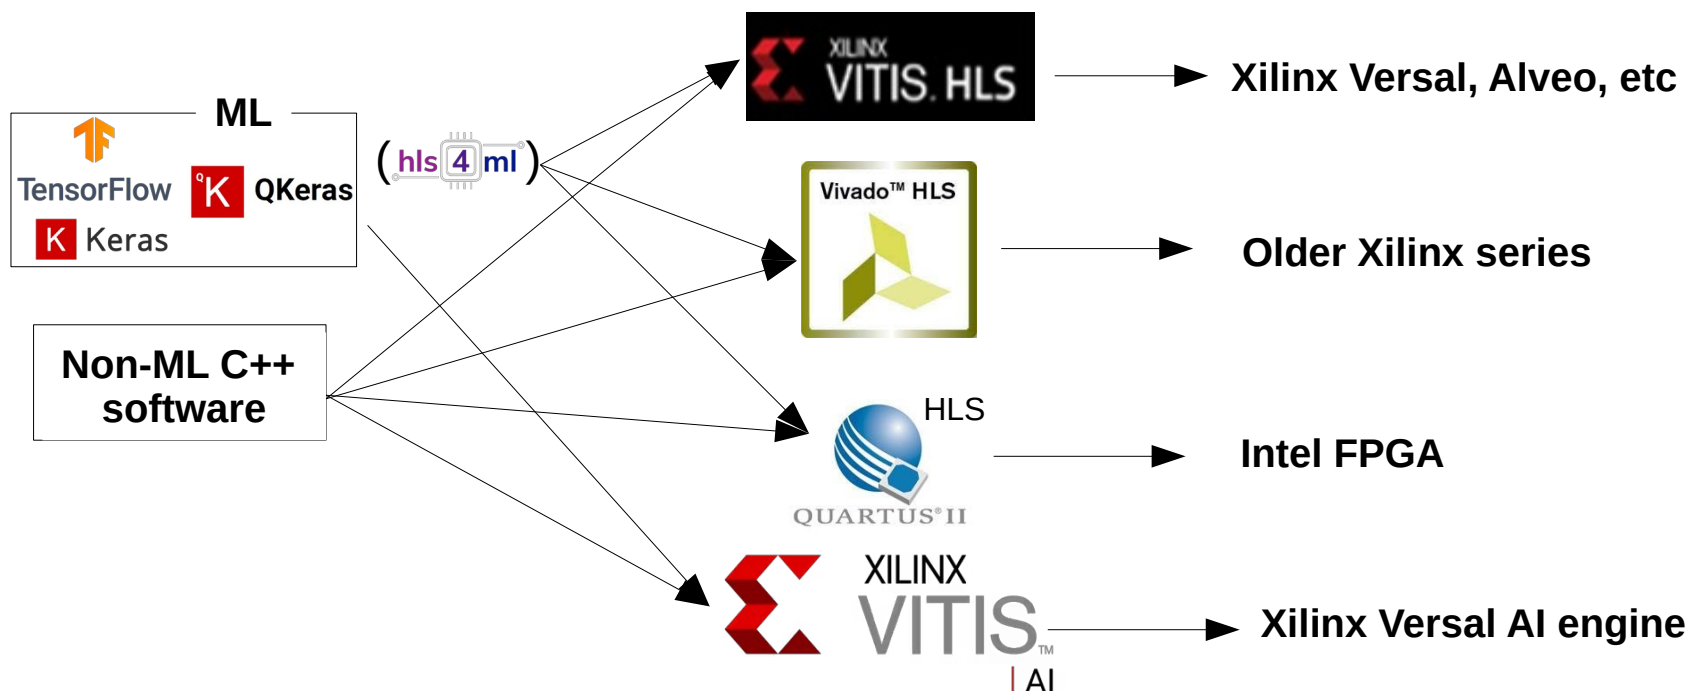 ML
TensorFlow
QKeras
K Keras
(hls 4 ml)
Non-ML C++
software
XILINX
VITIS. HLS
Xilinx Versal, Alveo, etc
Vivado™ HLS
Older Xilinx series
HLS
QUARTUS®II
Intel FPGA
XILINX
VITIS™
AI
Xilinx Versal AI engine